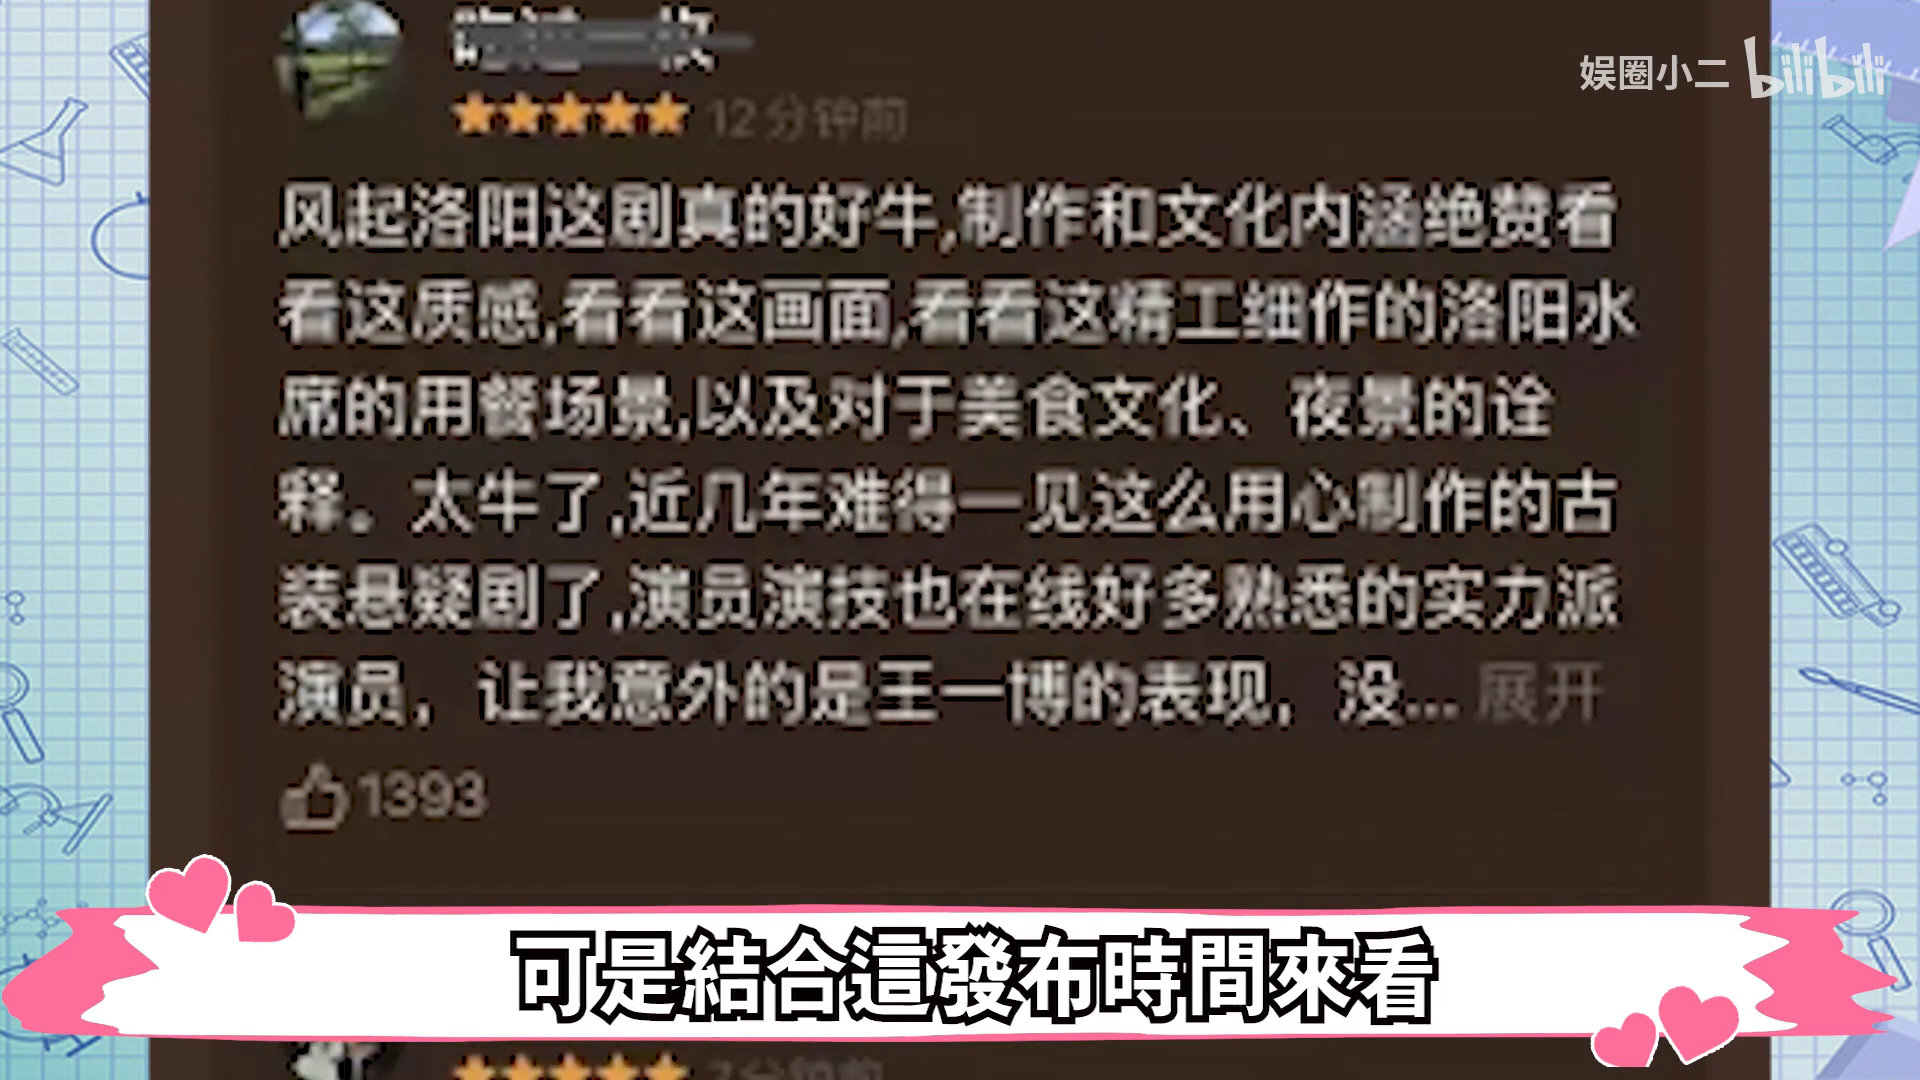 娱圈小二 bilibili
12分钟前
风起洛阳这剧真的好牛,制作和文化内涵绝赞看
看这质感,看看这画面,看看这精工细作的洛阳水
席的用餐场景,以及对于美食文化、夜景的诠
释。太牛了,近几年难得一见这么用心制作的古
装悬疑剧了,演员演技也在线好多熟悉的实力派
演员，让我意外的是王一博的表现，没... 展开
1393
可是結合這發布時間來看
7分钟前